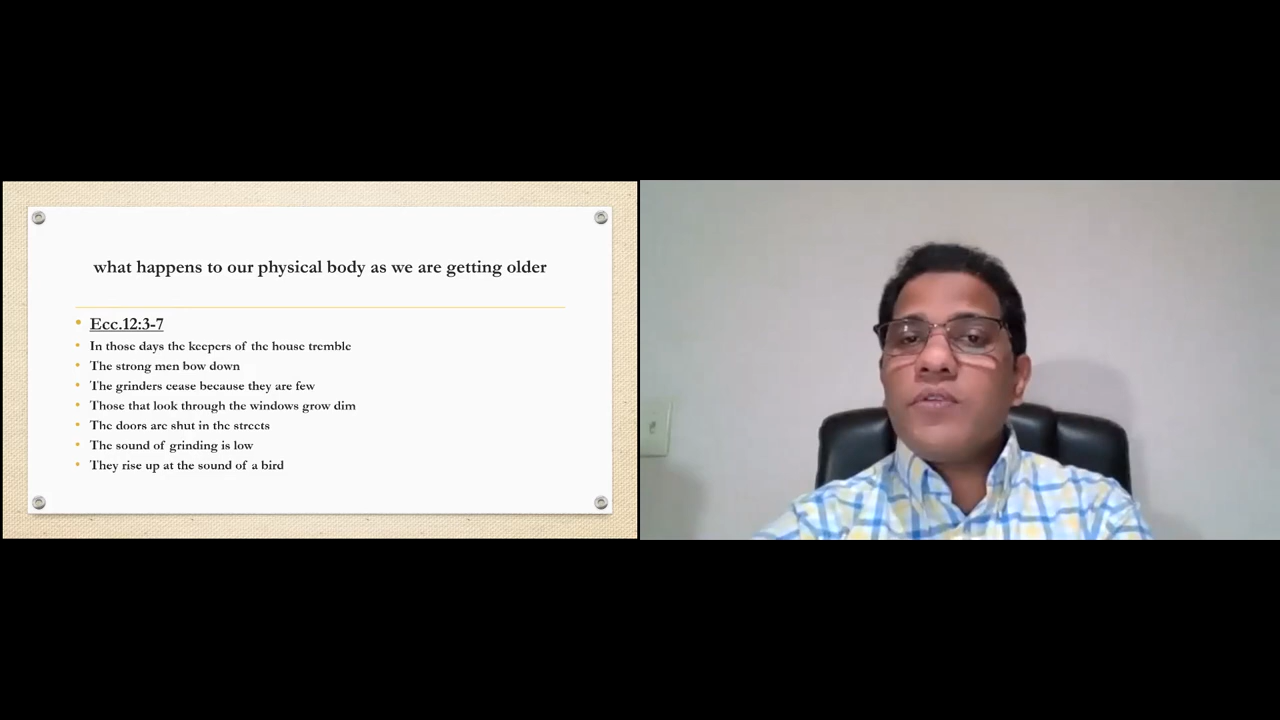 what happens to our physical body as we are getting older
Ecc.12:3-7
In those days the keepers of the house tremble
The strong men bow down
The grinders cease because they are few
Those that look through the windows grow dim
The doors are shut in the streets
The sound of grinding is low
They rise up at the sound of a bird